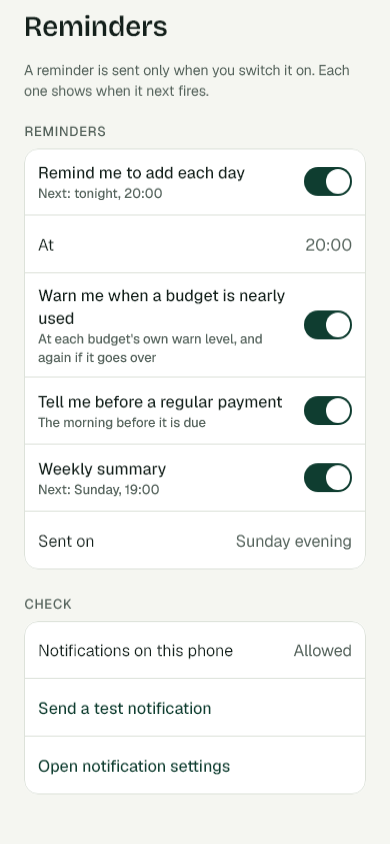 Reminders
A reminder is sent only when you switch it on. Each
one shows when it next fires.
REMINDERS
Remind me to add each day
Next: tonight, 20:00
At
20:00
Warn me when a budget is nearly
used
At each budget's own warn level, and
again if it goes over
Tell me before a regular payment
The morning before it is due
Weekly summary
Next: Sunday, 19:00
Sent on
Sunday evening
CHECK
Notifications on this phone
Allowed
Send a test notification
Open notification settings